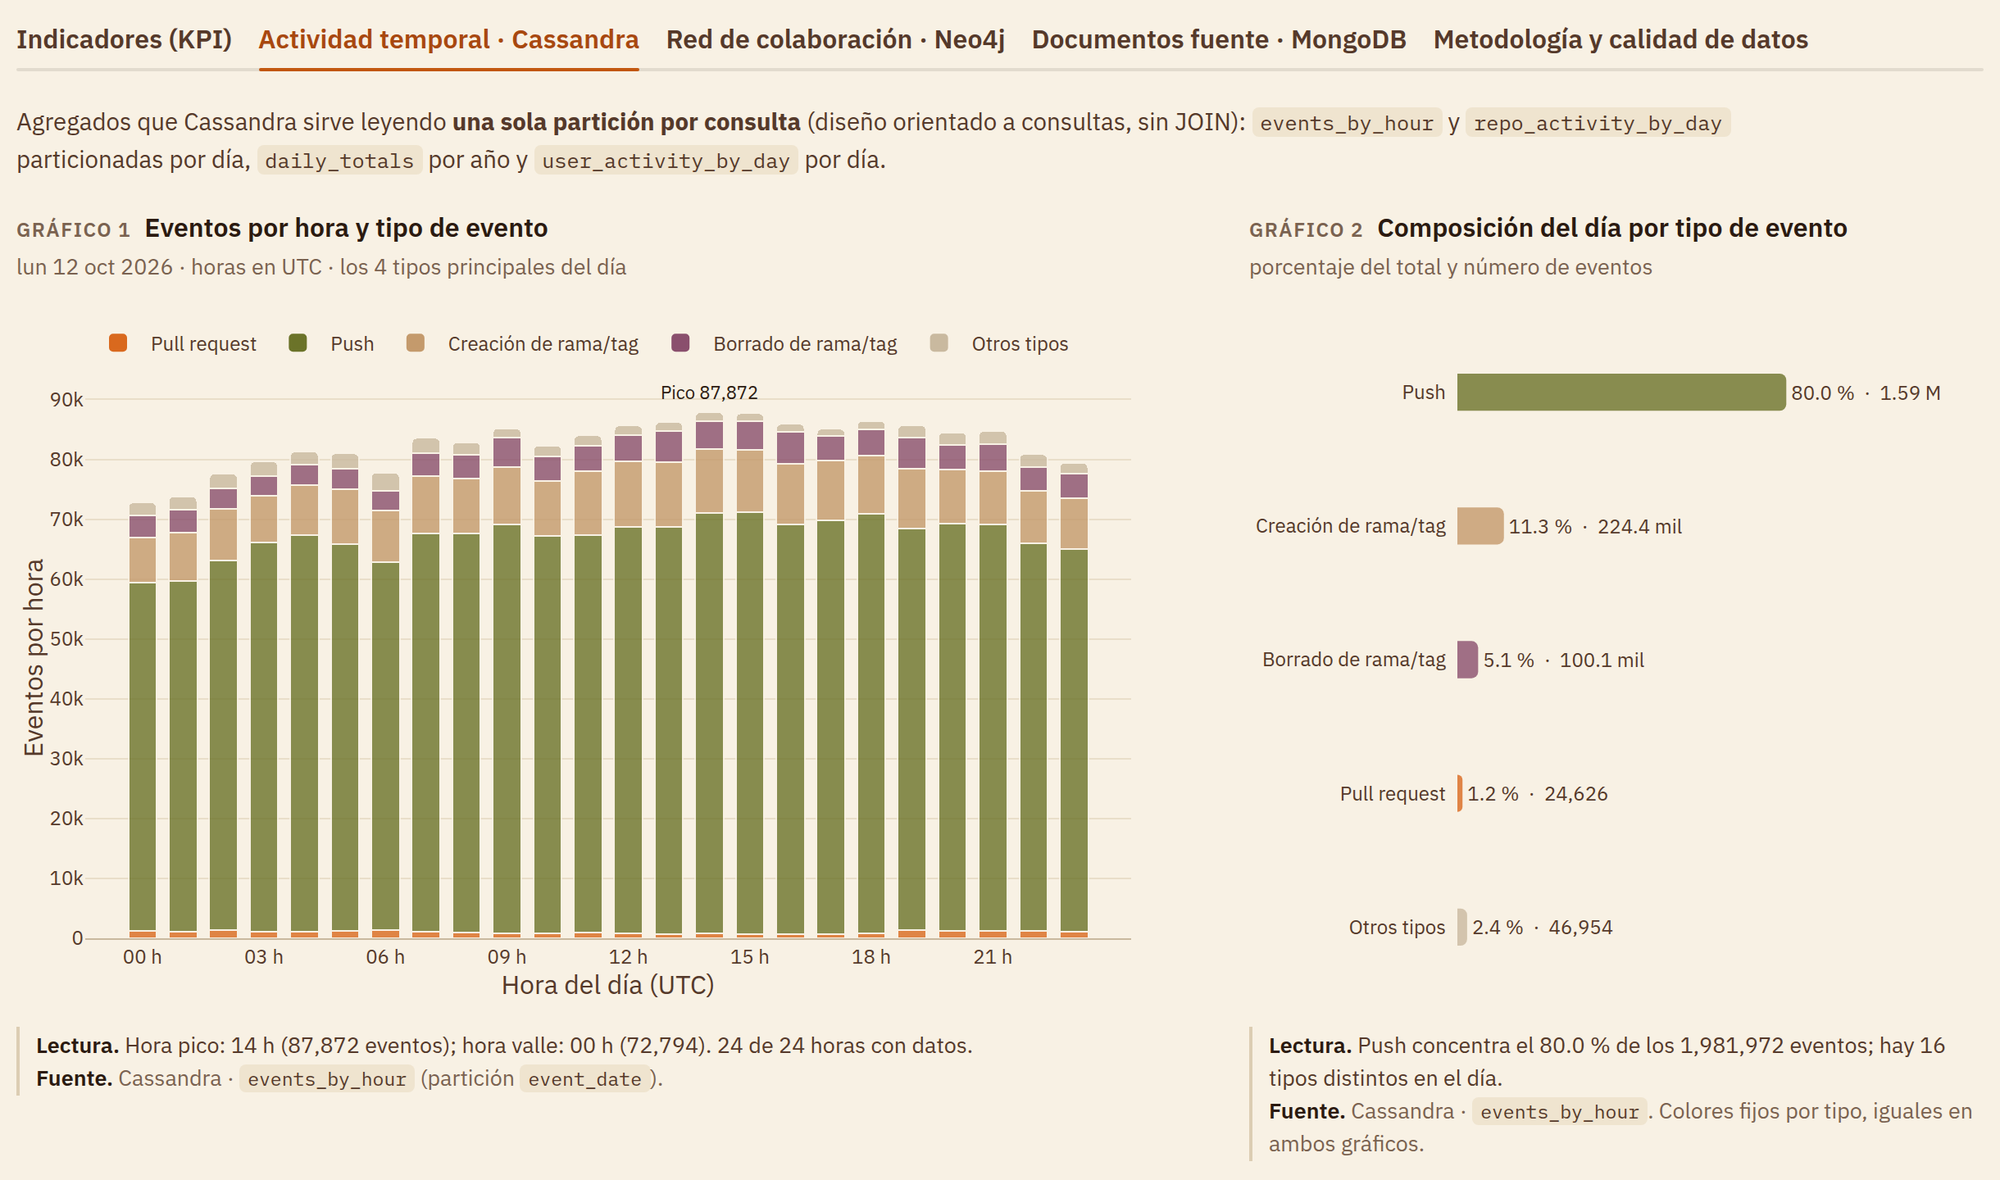 Indicadores (KPI) Actividad temporal · Cassandra Red de colaboración · Neo4j Documentos fuente · MongoDB Metodología y calidad de datos
Agregados que Cassandra sirve leyendo una sola partición por consulta (diseño orientado a consultas, sin JOIN): events_by_hour y repo_activity_by_day
particionadas por día, daily_totals por año y user_activity_by_day por día.
GRÁFICO 1 Eventos por hora y tipo de evento
lun 12 oct 2026 · horas en UTC · los 4 tipos principales del día
Pull request Push Creación de rama/tag Borrado de rama/tag Otros tipos
Pico 87,872
90k
80k
70k
60k
50k
40k
30k
20k
10k
0
Eventos por hora
00 h 03 h 06 h 09 h 12 h 15 h 18 h 21 h
Hora del día (UTC)
Lectura. Hora pico: 14 h (87,872 eventos); hora valle: 00 h (72,794). 24 de 24 horas con datos.
Fuente. Cassandra · events_by_hour (partición event_date).
GRÁFICO 2 Composición del día por tipo de evento
porcentaje del total y número de eventos
Push 80.0 % · 1.59 M
Creación de rama/tag 11.3 % · 224.4 mil
Borrado de rama/tag 5.1 % · 100.1 mil
Pull request 1.2 % · 24,626
Otros tipos 2.4 % · 46,954
Lectura. Push concentra el 80.0 % de los 1,981,972 eventos; hay 16
tipos distintos en el día.
Fuente. Cassandra · events_by_hour. Colores fijos por tipo, iguales en
ambos gráficos.